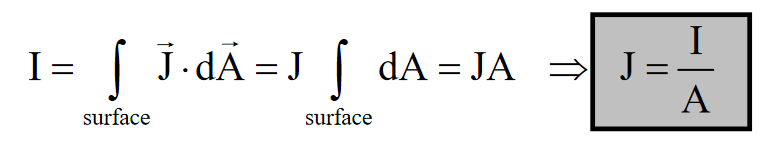 I = ∫ J⃗ · dA⃗ = J ∫ dA = JA ⇒ J = I/A
surface surface